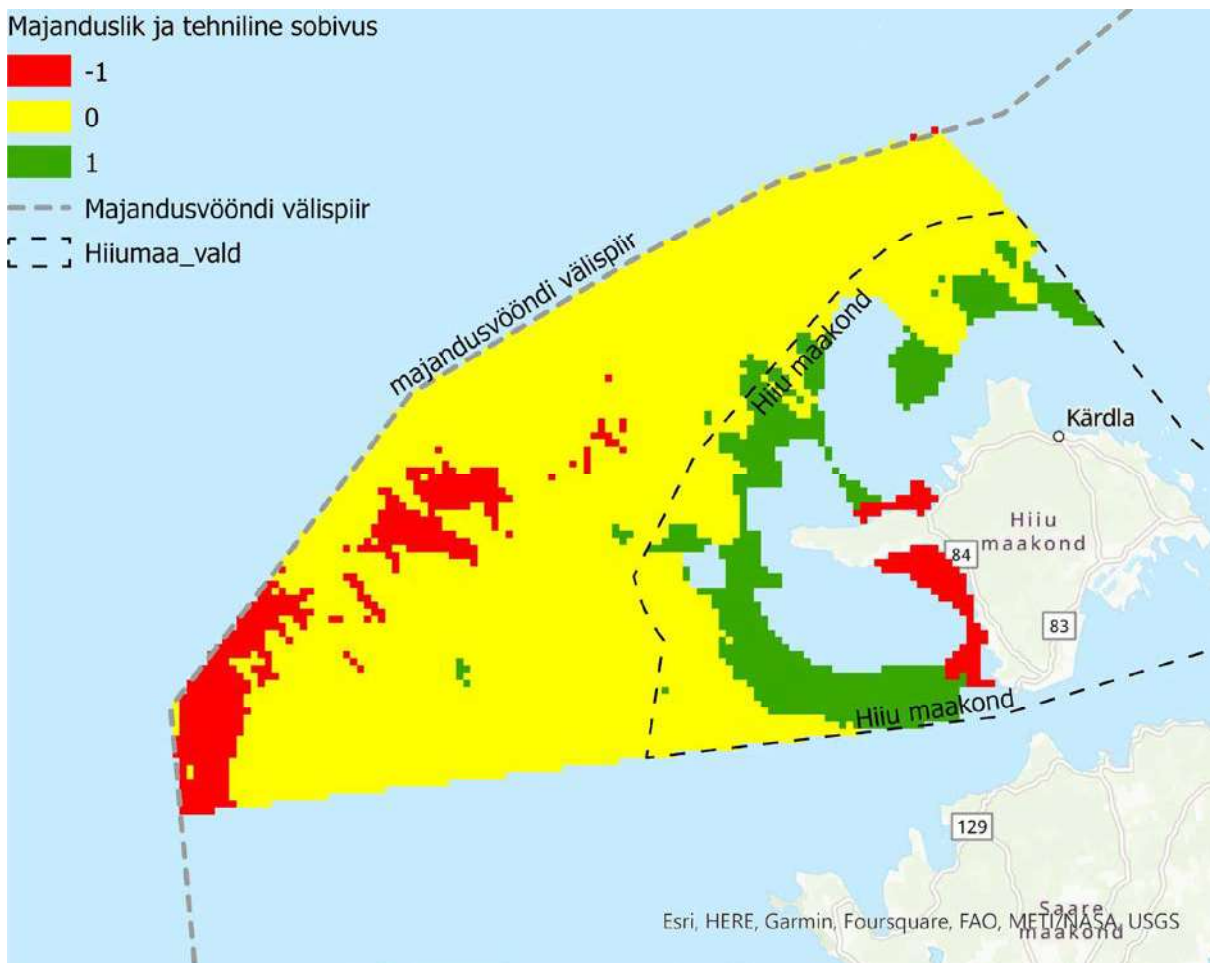 Majanduslik ja tehniline sobivus
-1
0
1
Majandusvööndi välispiir
Hiiumaa_vald
majandusvööndi välispiir
Hiiu maakond
Kärdla
Hiiu
maakond
84
83
Hiiu maakond
129
Saare
maakond
Esri, HERE, Garmin, Foursquare, FAO, METI/NASA, USGS